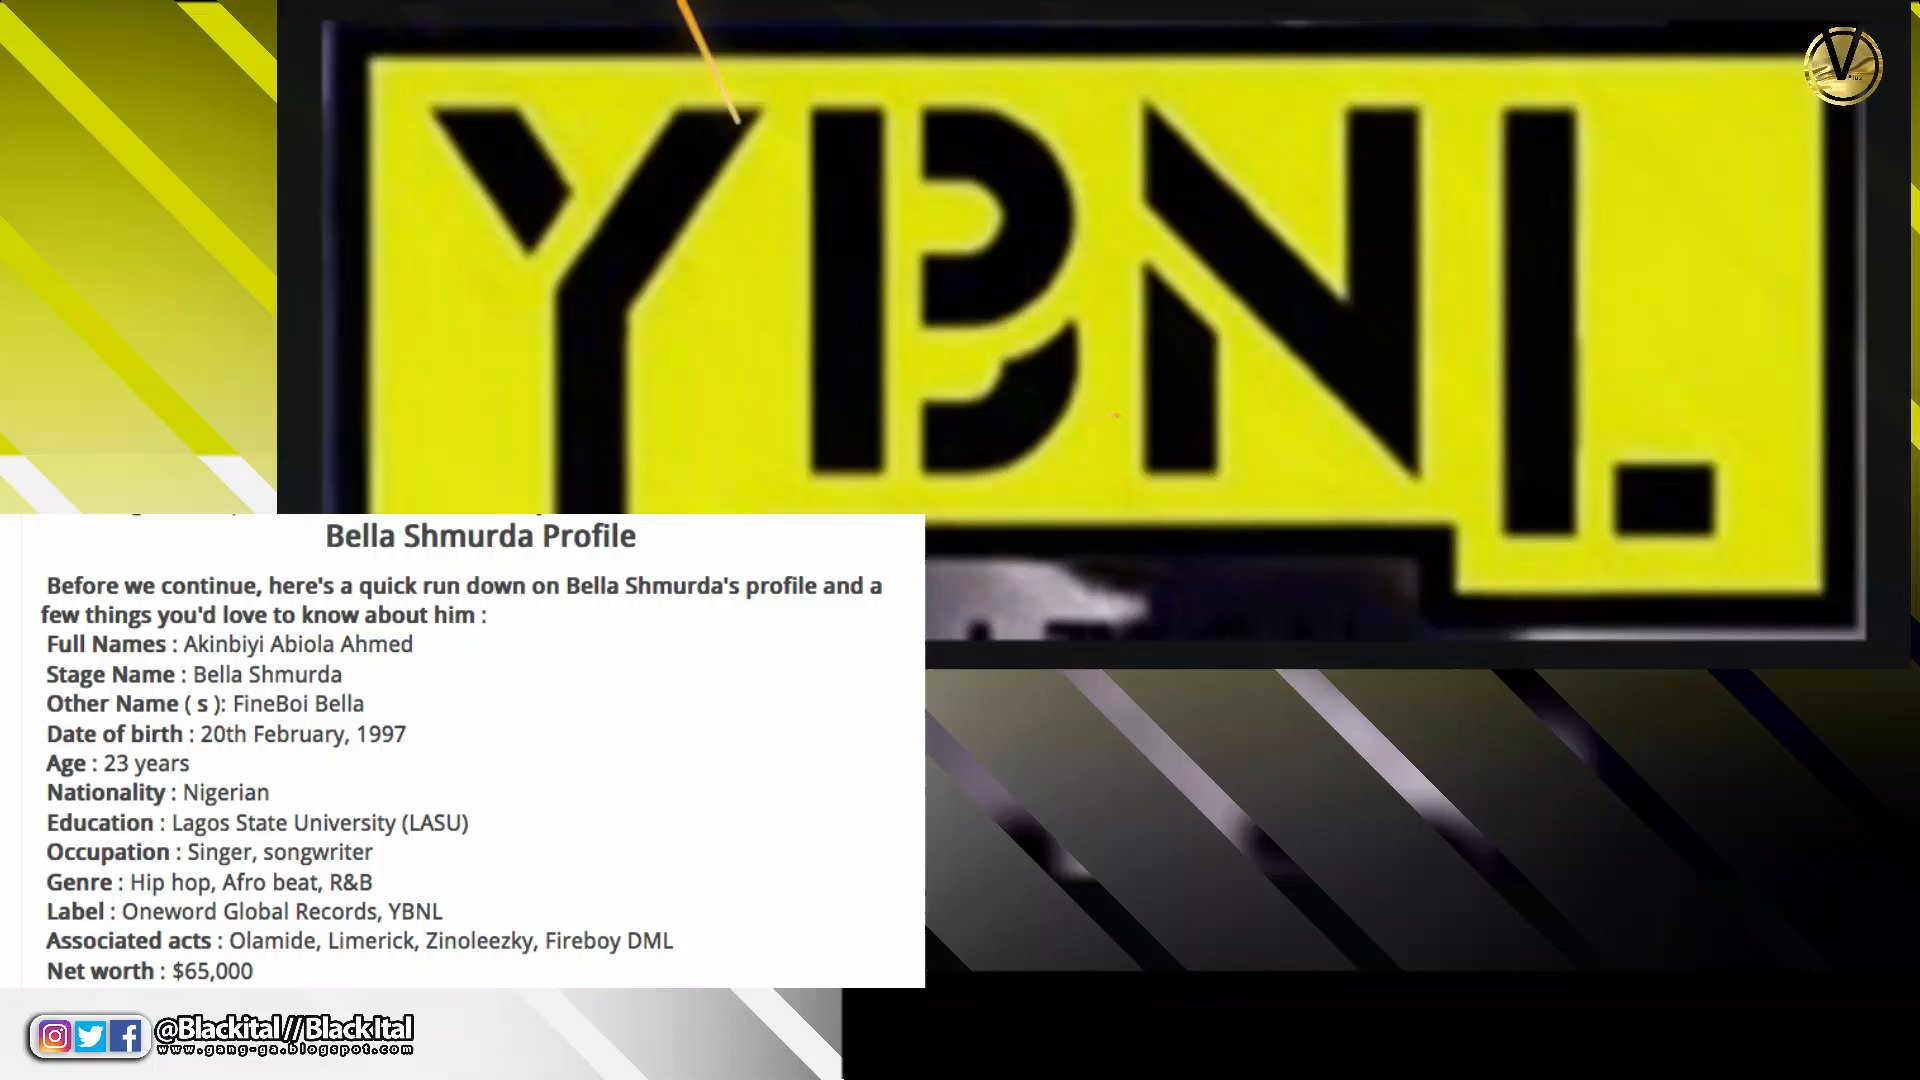 YBNL
V
Bella Shmurda Profile
Before we continue, here's a quick run down on Bella Shmurda's profile and a
few things you'd love to know about him :
Full Names : Akinbiyi Abiola Ahmed
Stage Name : Bella Shmurda
Other Name ( s ): FineBoi Bella
Date of birth : 20th February, 1997
Age : 23 years
Nationality : Nigerian
Education : Lagos State University (LASU)
Occupation : Singer, songwriter
Genre : Hip hop, Afro beat, R&B
Label : Oneword Global Records, YBNL
Associated acts : Olamide, Limerick, Zinoleezky, Fireboy DML
Net worth : $65,000
@Blackital//BlackItal
www.gang-ga.blogspot.com